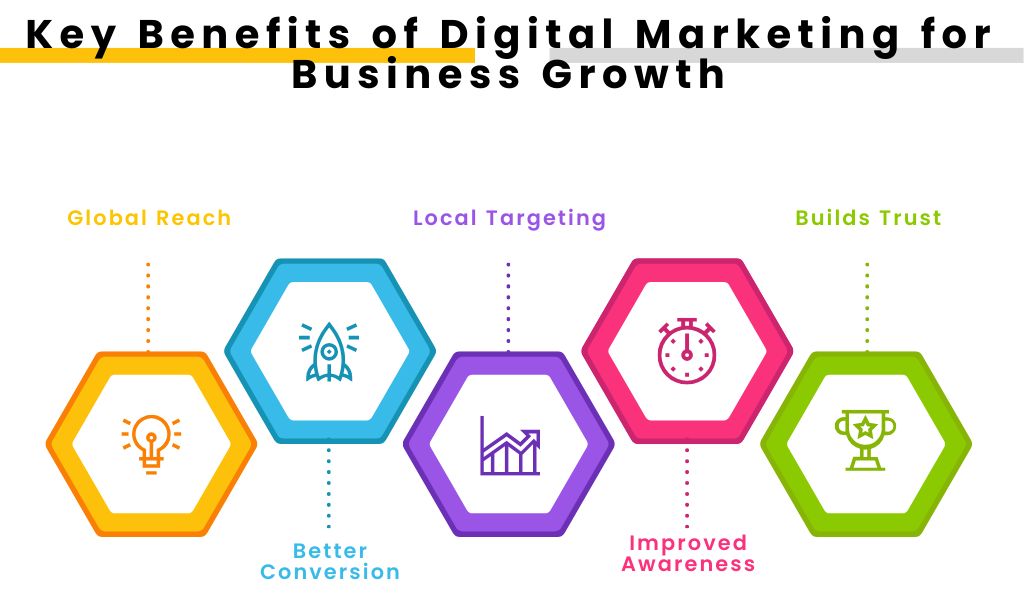 Key Benefits of Digital Marketing for
Business Growth
Global Reach
Local Targeting
Builds Trust
Better
Conversion
Improved
Awareness